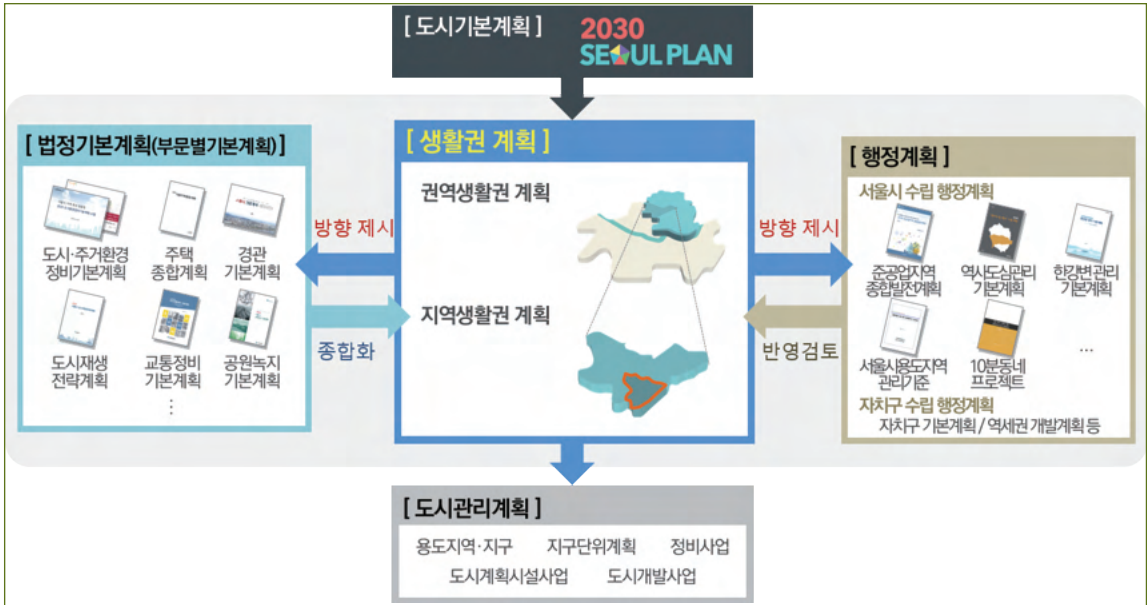 [ 도시기본계획 ]
2030
SEOUL PLAN
[ 법정기본계획(부문별기본계획) ]
도시·주거환경
정비기본계획
주택
종합계획
경관
기본계획
도시재생
전략계획
교통정비
기본계획
공원녹지
기본계획
⋮
방향 제시
종합화
[ 생활권 계획 ]
권역생활권 계획
지역생활권 계획
방향 제시
반영검토
[ 행정계획 ]
서울시 수립 행정계획
준공업지역
종합발전계획
역사도심관리
기본계획
한강변관리
기본계획
서울시용도지역
관리기준
10분동네
프로젝트
…
자치구 수립 행정계획
자치구 기본계획 / 역세권 개발계획 등
[ 도시관리계획 ]
용도지역·지구 지구단위계획 정비사업
도시계획시설사업 도시개발사업